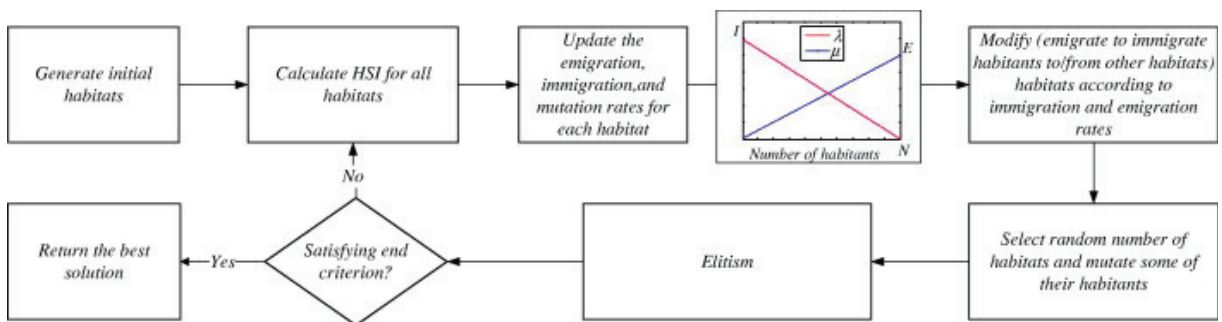 Generate initial
habitats
Calculate HSI for all
habitats
Update the
emigration,
immigration,and
mutation rates for
each habitat
I
λ
μ
E
N
Number of habitants
Modify (emigrate to immigrate
habitants to/from other habitats)
habitats according to
immigration and emigration
rates
Select random number of
habitats and mutate some of
their habitants
Elitism
Satisfying end
criterion?
No
Yes
Return the best
solution